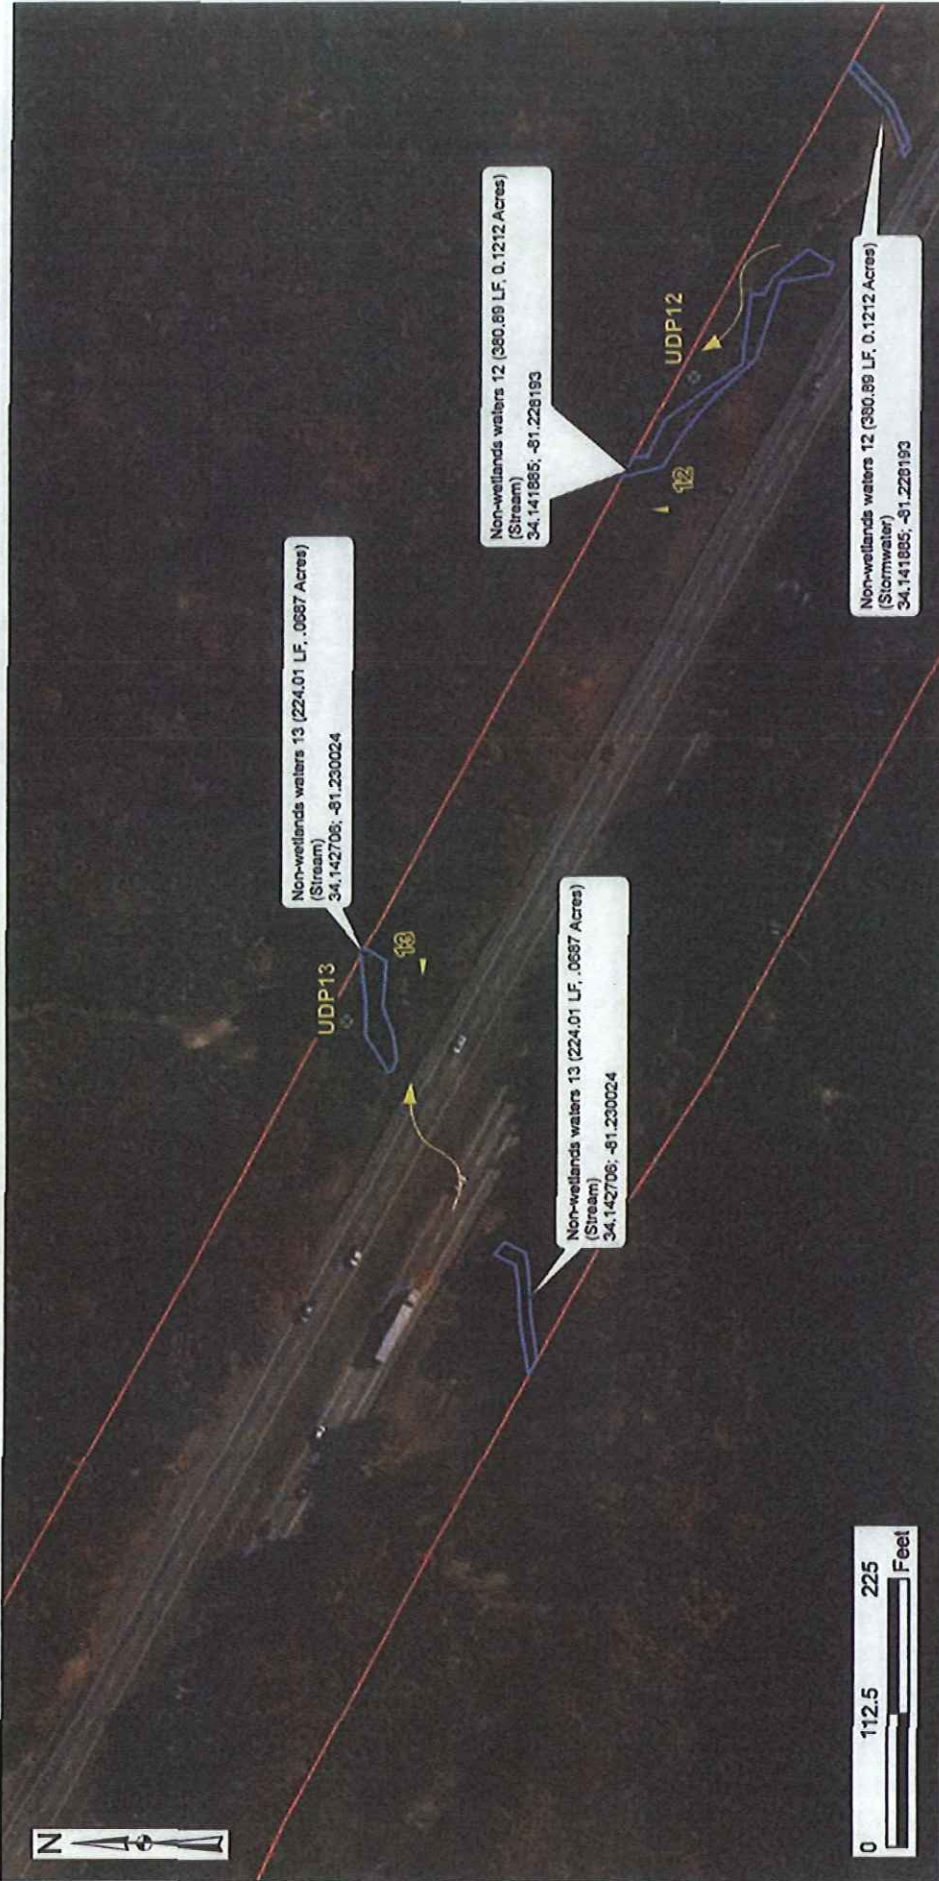 N
Non-wetlands waters 13 (224.01 LF, .0687 Acres)
(Stream)
34.142706; -81.230024
UDP13
13
Non-wetlands waters 13 (224.01 LF, .0687 Acres)
(Stream)
34.142706; -81.230024
Non-wetlands waters 12 (380.89 LF, 0.1212 Acres)
(Stream)
34.141885; -81.228193
UDP12
12
Non-wetlands waters 12 (380.89 LF, 0.1212 Acres)
(Stormwater)
34.141885; -81.228193
0 112.5 225
Feet